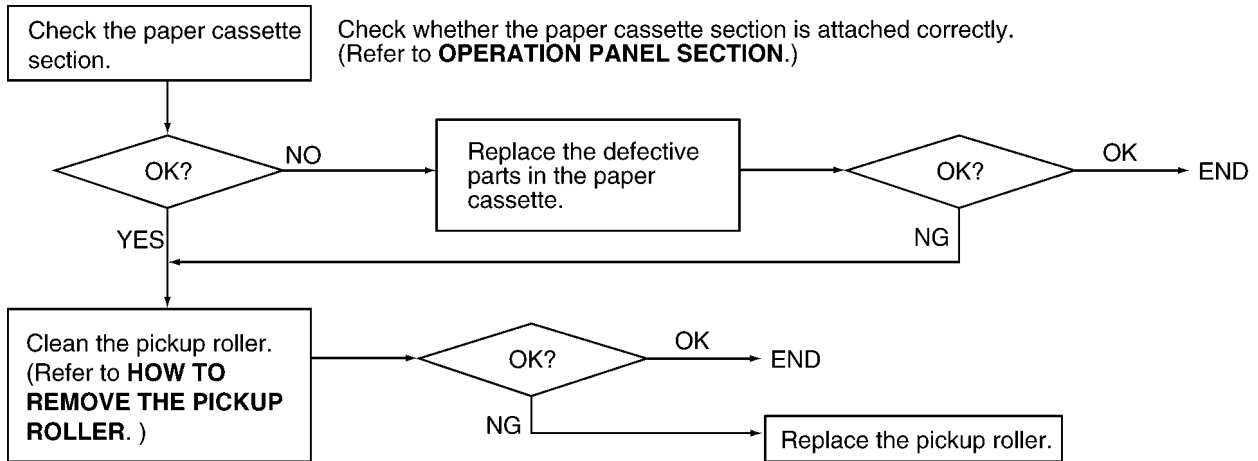 Check the paper cassette
section.
Check whether the paper cassette section is attached correctly.
(Refer to OPERATION PANEL SECTION.)
OK?
NO
Replace the defective
parts in the paper
cassette.
OK?
OK
END
YES
NG
Clean the pickup roller.
(Refer to HOW TO
REMOVE THE PICKUP
ROLLER. )
OK?
OK
END
NG
Replace the pickup roller.